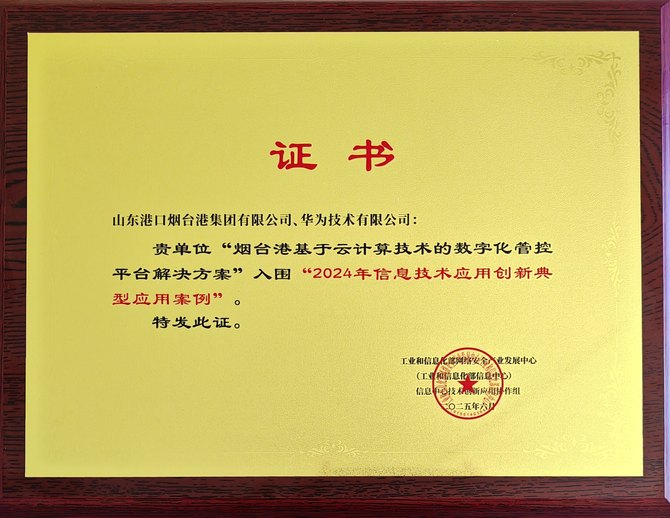 证书
山东港口烟台港集团有限公司、华为技术有限公司：
贵单位“烟台港基于云计算技术的数字化管控
平台解决方案”入围“2024年信息技术应用创新典
型应用案例”。
特发此证。
工业和信息化部网络安全产业发展中心
（工业和信息化部信息中心）
信息中心技术创新应用协作组
二〇二五年六月